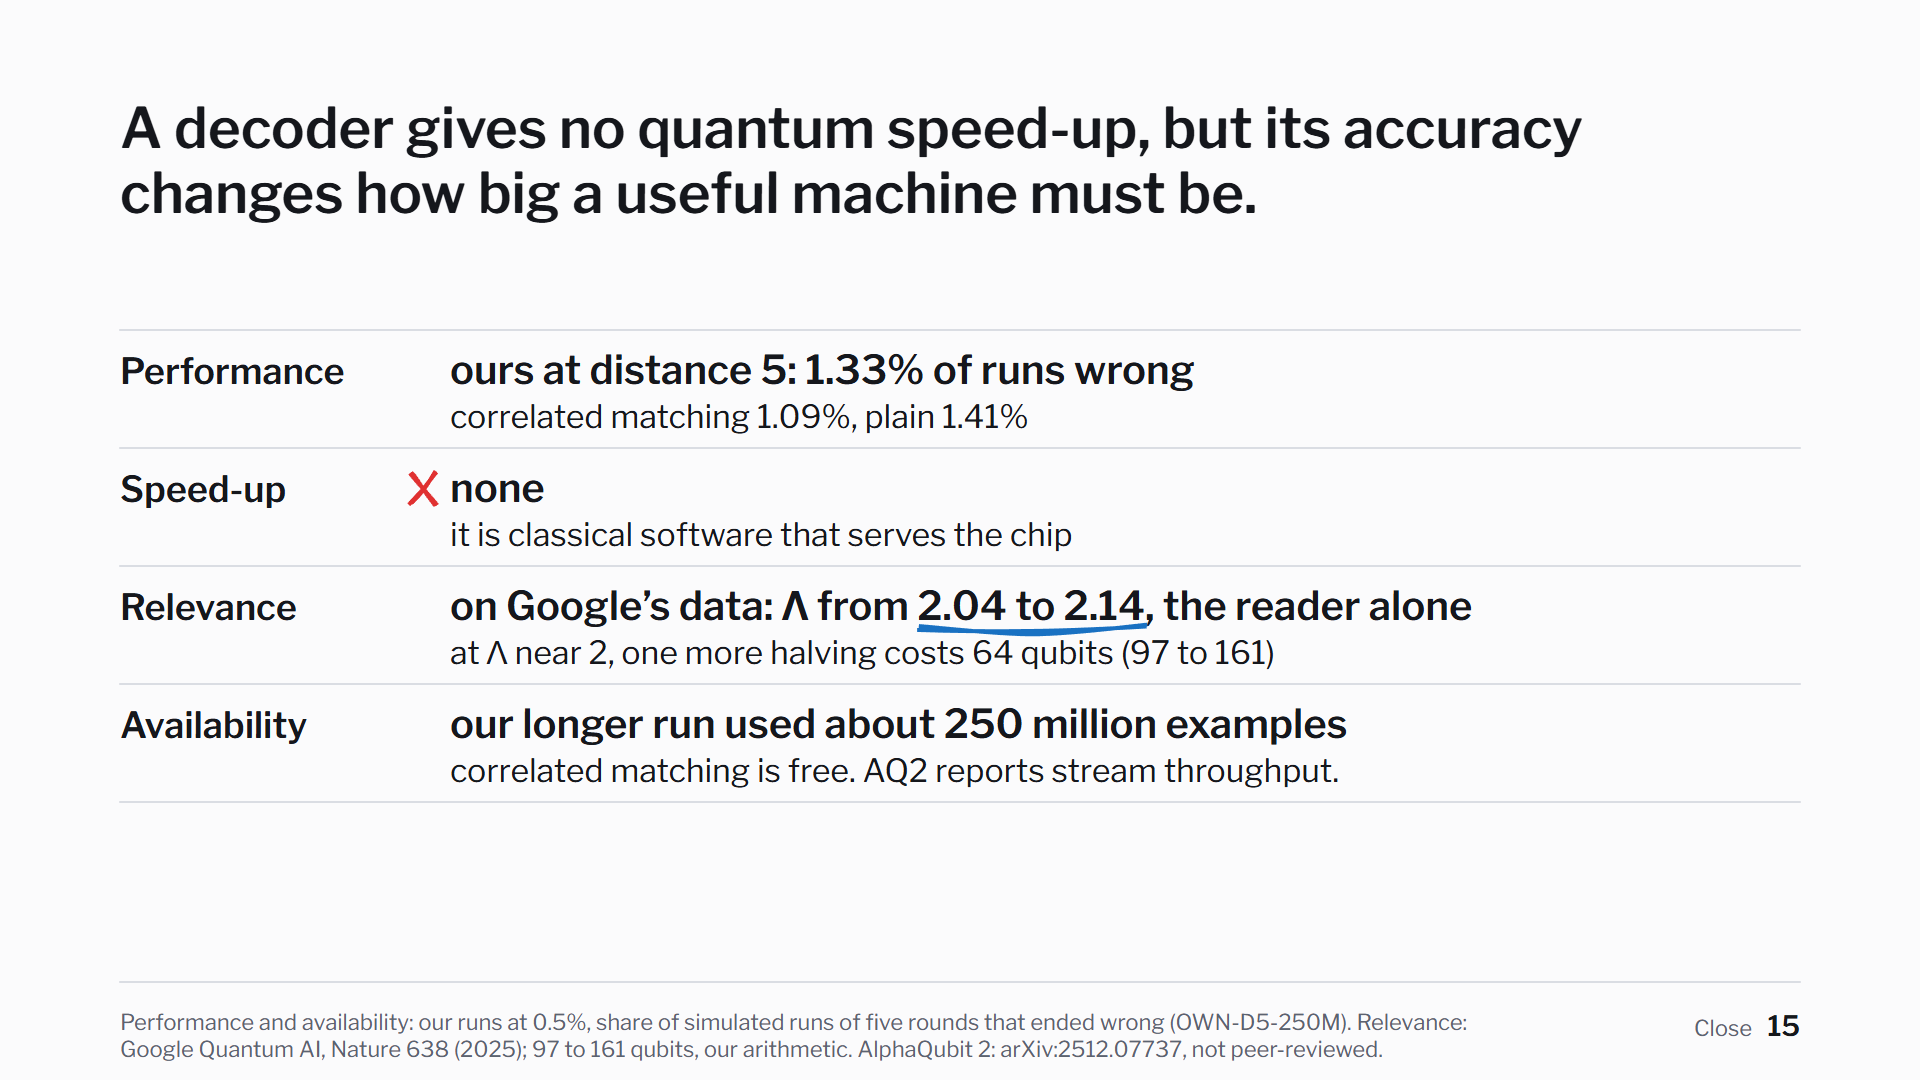 A decoder gives no quantum speed-up, but its accuracy
changes how big a useful machine must be.
Performance
ours at distance 5: 1.33% of runs wrong
correlated matching 1.09%, plain 1.41%
Speed-up
none
it is classical software that serves the chip
Relevance
on Google’s data: Λ from 2.04 to 2.14, the reader alone
at Λ near 2, one more halving costs 64 qubits (97 to 161)
Availability
our longer run used about 250 million examples
correlated matching is free. AQ2 reports stream throughput.
Performance and availability: our runs at 0.5%, share of simulated runs of five rounds that ended wrong (OWN-D5-250M). Relevance:
Google Quantum AI, Nature 638 (2025); 97 to 161 qubits, our arithmetic. AlphaQubit 2: arXiv:2512.07737, not peer-reviewed.
Close 15